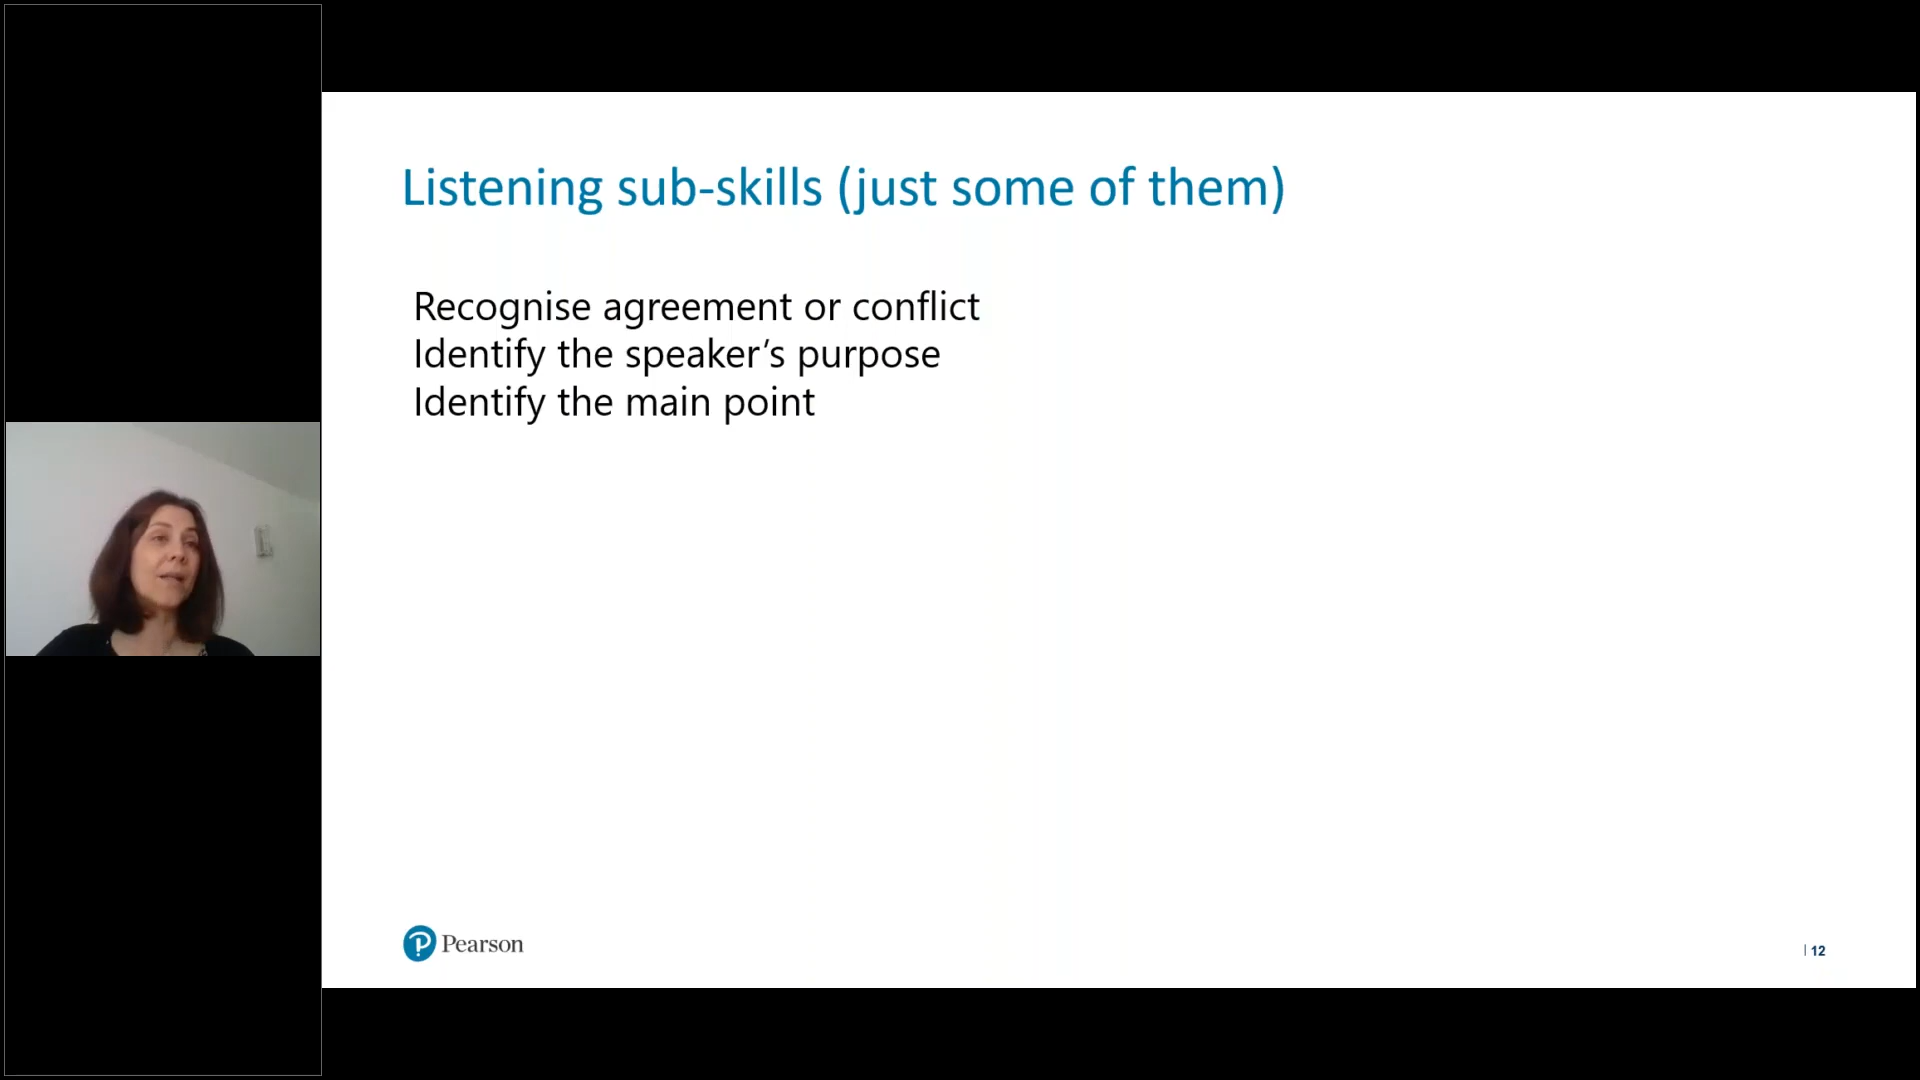 Listening sub-skills (just some of them)
Recognise agreement or conflict
Identify the speaker’s purpose
Identify the main point
Pearson
| 12